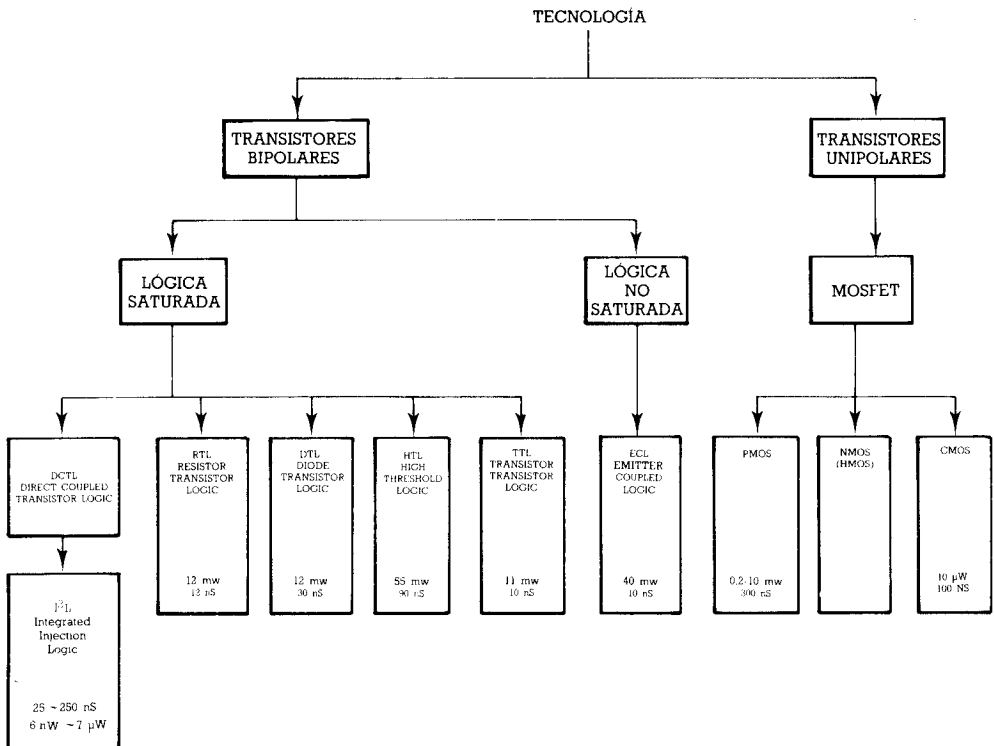 TECNOLOGÍA
TRANSISTORES
BIPOLARES
TRANSISTORES
UNIPOLARES
LÓGICA
SATURADA
LÓGICA
NO
SATURADA
MOSFET
DCTL
DIRECT COUPLED
TRANSISTOR LOGIC
RTL
RESISTOR
TRANSISTOR
LOGIC
12 mw
12 nS
DTL
DIODE
TRANSISTOR
LOGIC
12 mw
30 nS
HTL
HIGH
THRESHOLD
LOGIC
55 mw
90 nS
TTL
TRANSISTOR
TRANSISTOR
LOGIC
11 mw
10 nS
ECL
EMITTER
COUPLED
LOGIC
40 mw
10 nS
PMOS
0,2-10 mw
300 nS
NMOS
(HMOS)
CMOS
10 µW
100 NS
I²L
Integrated
Injection
Logic
25 ~ 250 nS
6 nW ~ 7 µW